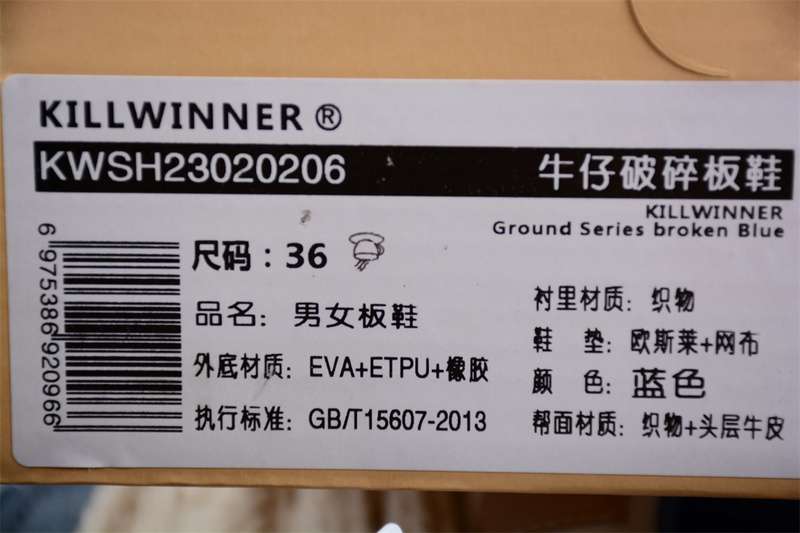 KILLWINNER ®
KWSH23020206 牛仔破碎板鞋
KILLWINNER
Ground Series broken Blue
6 975386 920966
尺码：36
品名：男女板鞋
外底材质：EVA+ETPU+橡胶
执行标准：GB/T15607-2013
衬里材质：织物
鞋 垫：欧斯莱+网布
颜 色：蓝色
帮面材质：织物+头层牛皮